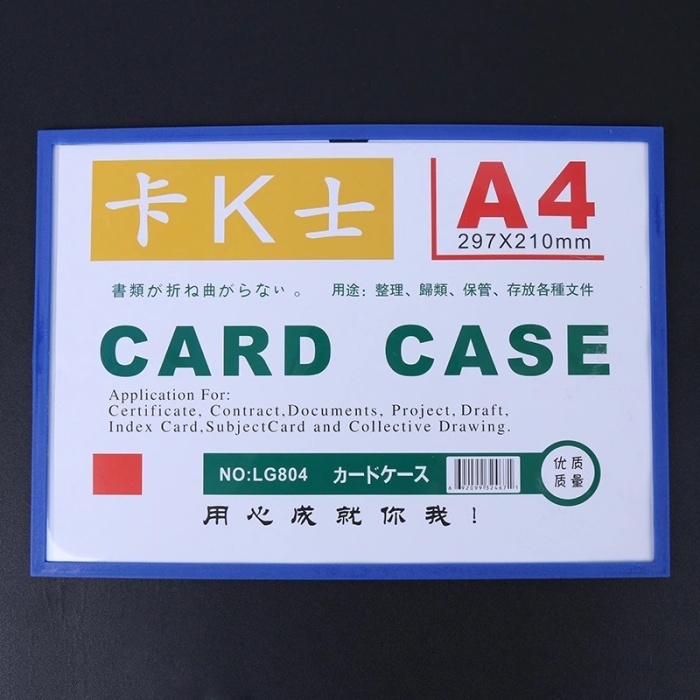 卡K士
A4
297X210mm
書類が折ね曲がらない。 用途：整理、歸類、保管、存放各種文件
CARD CASE
Application For:
Certificate, Contract,Documents, Project, Draft,
Index Card,SubjectCard and Collective Drawing.
NO:LG804 カードケース
优质
质量
用心成就你我！